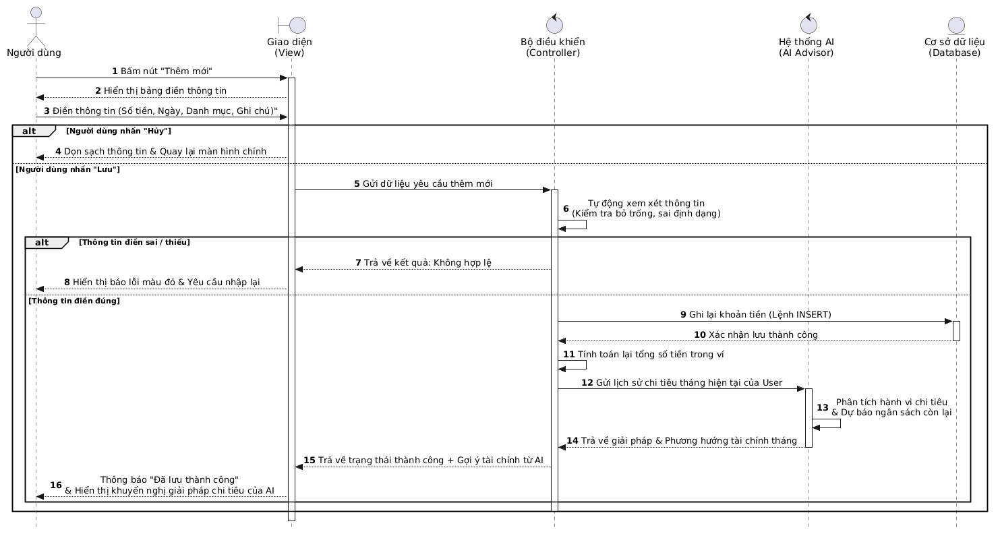 Người dùng
Giao diện
(View)
Bộ điều khiển
(Controller)
Hệ thống AI
(AI Advisor)
Cơ sở dữ liệu
(Database)
1 Bấm nút "Thêm mới"
2 Hiển thị bảng điền thông tin
3 Điền thông tin (Số tiền, Ngày, Danh mục, Ghi chú)"
alt [Người dùng nhấn "Hủy"]
4 Dọn sạch thông tin & Quay lại màn hình chính
[Người dùng nhấn "Lưu"]
5 Gửi dữ liệu yêu cầu thêm mới
6 Tự động xem xét thông tin
(Kiểm tra bỏ trống, sai định dạng)
alt [Thông tin điền sai / thiếu]
7 Trả về kết quả: Không hợp lệ
8 Hiển thị báo lỗi màu đỏ & Yêu cầu nhập lại
[Thông tin điền đúng]
9 Ghi lại khoản tiền (Lệnh INSERT)
10 Xác nhận lưu thành công
11 Tính toán lại tổng số tiền trong ví
12 Gửi lịch sử chi tiêu tháng hiện tại của User
13 Phân tích hành vi chi tiêu
& Dự báo ngân sách còn lại
14 Trả về giải pháp & Phương hướng tài chính tháng
15 Trả về trạng thái thành công + Gợi ý tài chính từ AI
16 Thông báo "Đã lưu thành công"
& Hiển thị khuyến nghị giải pháp chi tiêu của AI